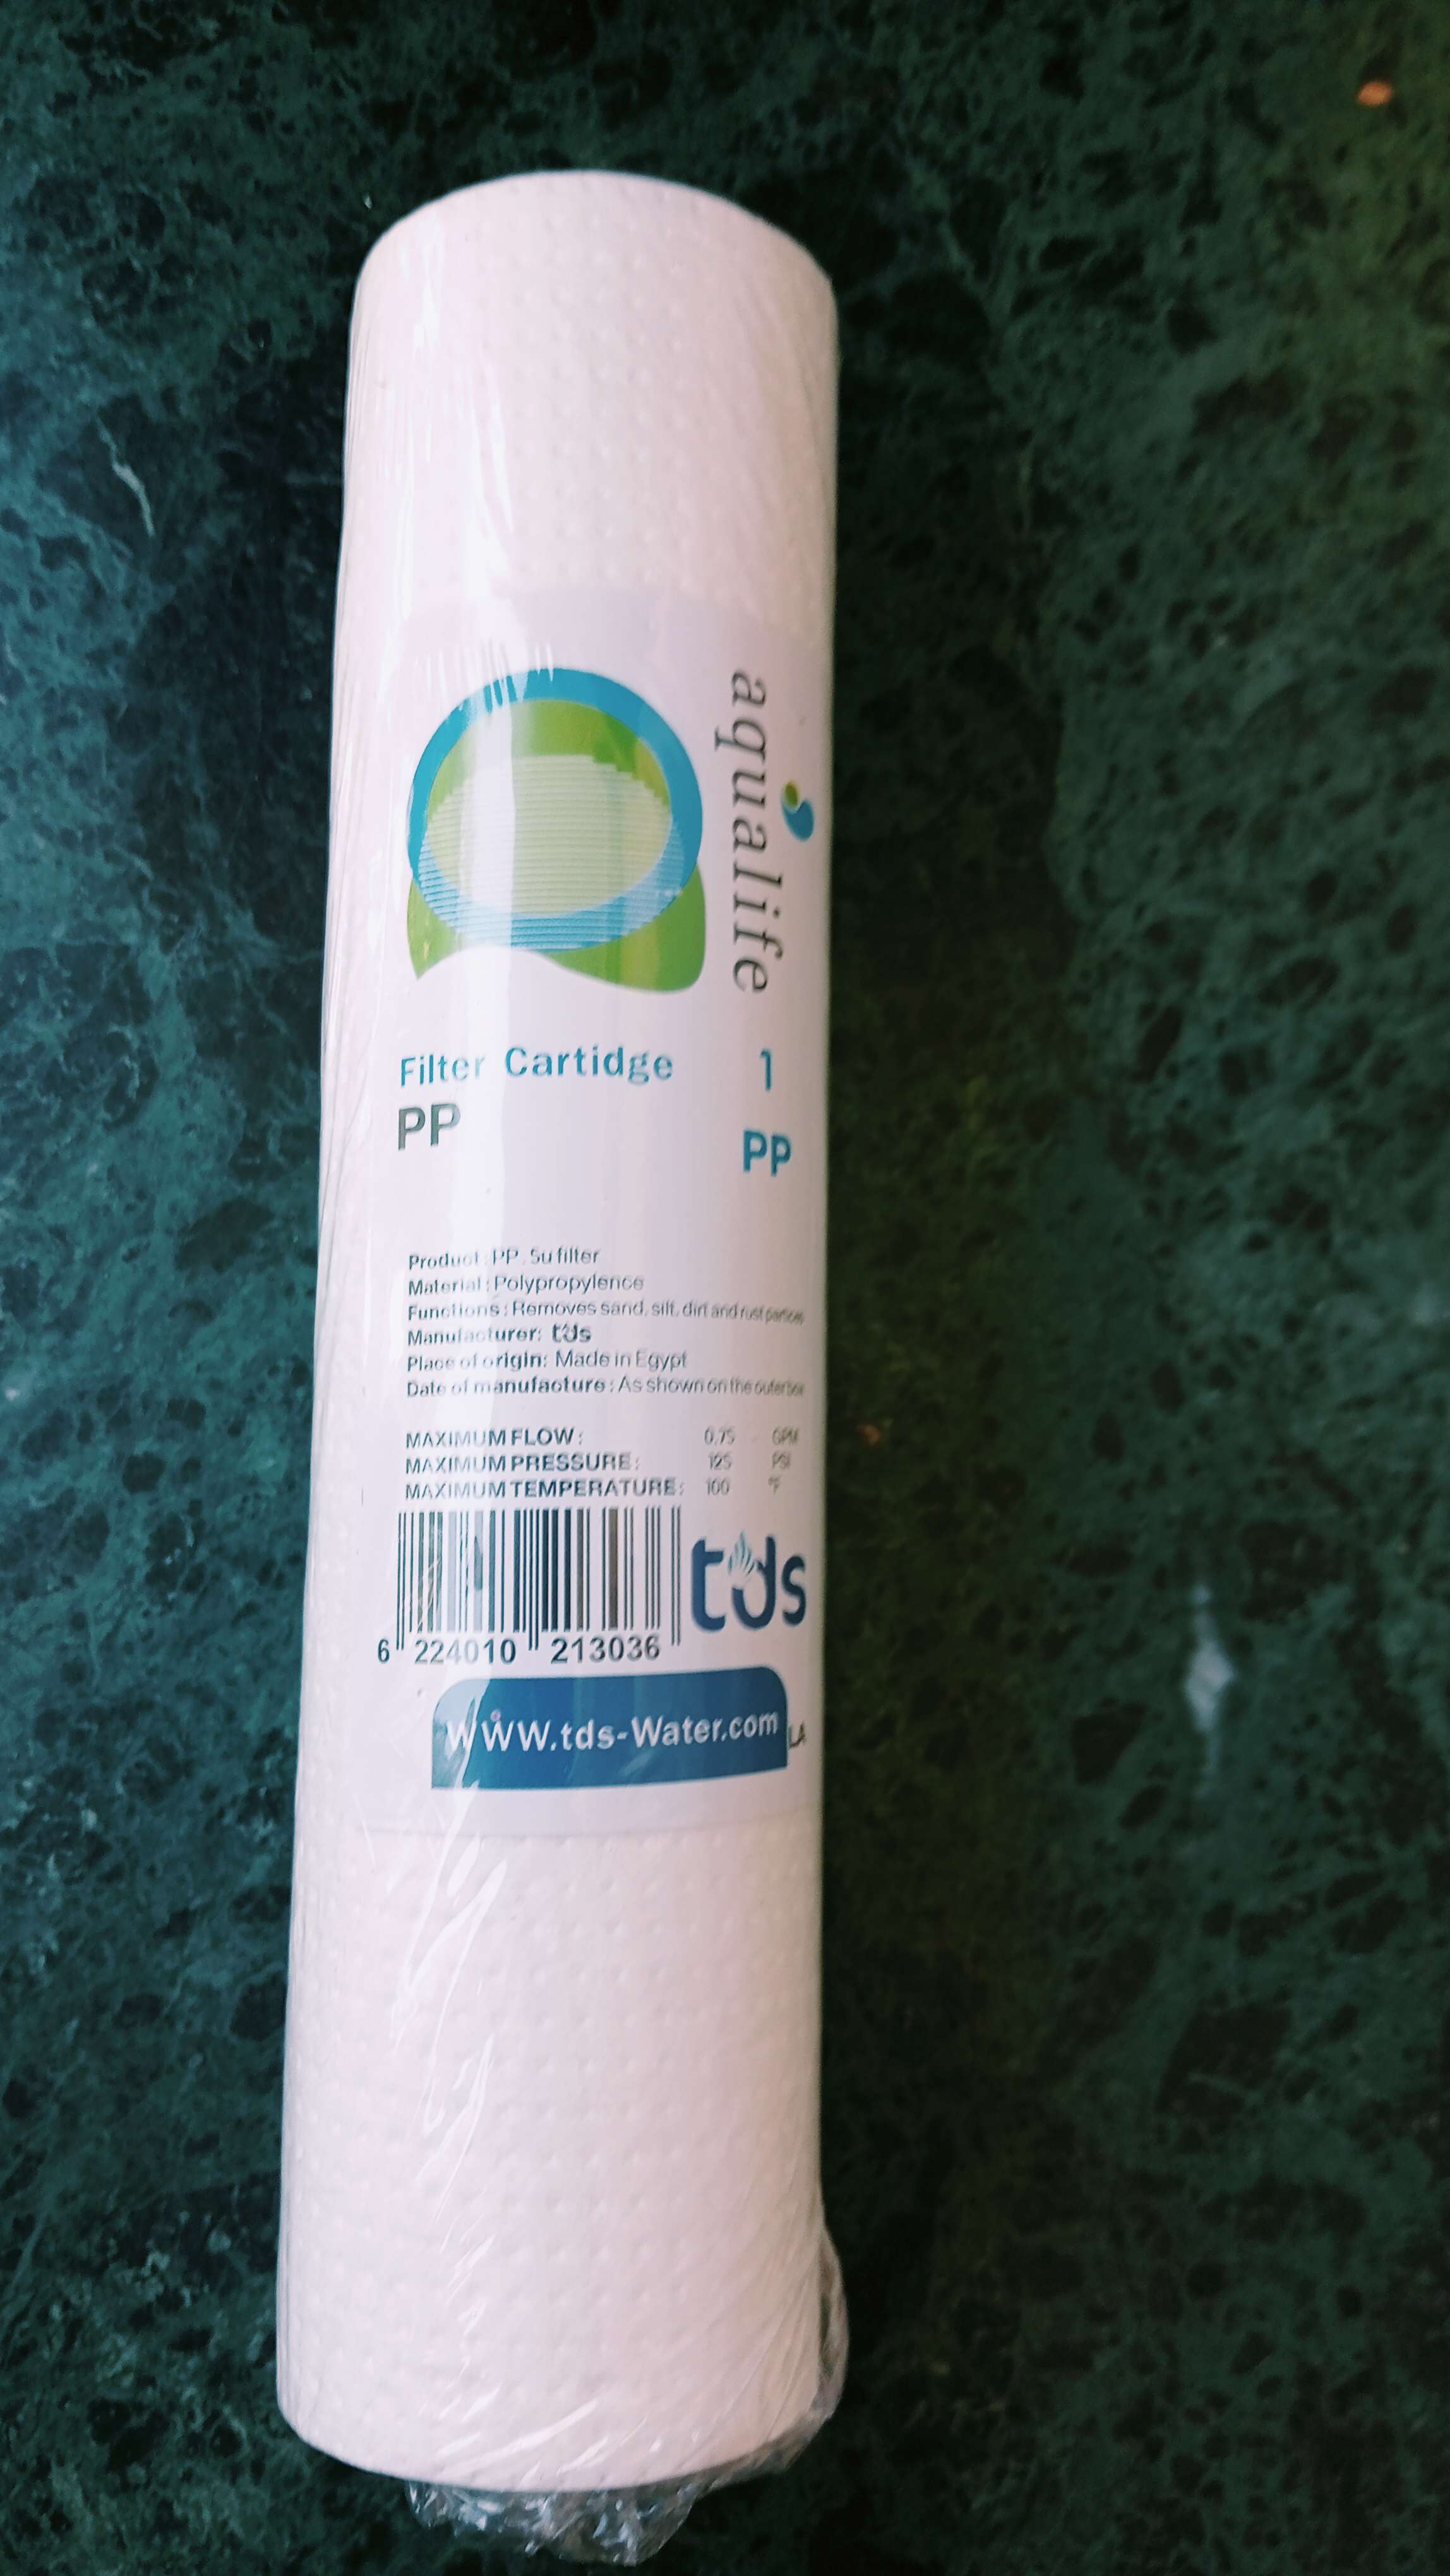 aqualife
Filter Cartidge
PP
1
PP
Product : PP. 5u filter
Material : Polypropylence
Functions : Removes sand, silt, dirt and rust
Manufacturer: tds
Place of origin: Made in Egypt
Date of manufacture : As shown on the
MAXIMUM FLOW : 0.75 GPM
MAXIMUM PRESSURE : 125 PSI
MAXIMUM TEMPERATURE : 100 °F
tds
6 224010 213036
WWW.tds-Water.com
LA